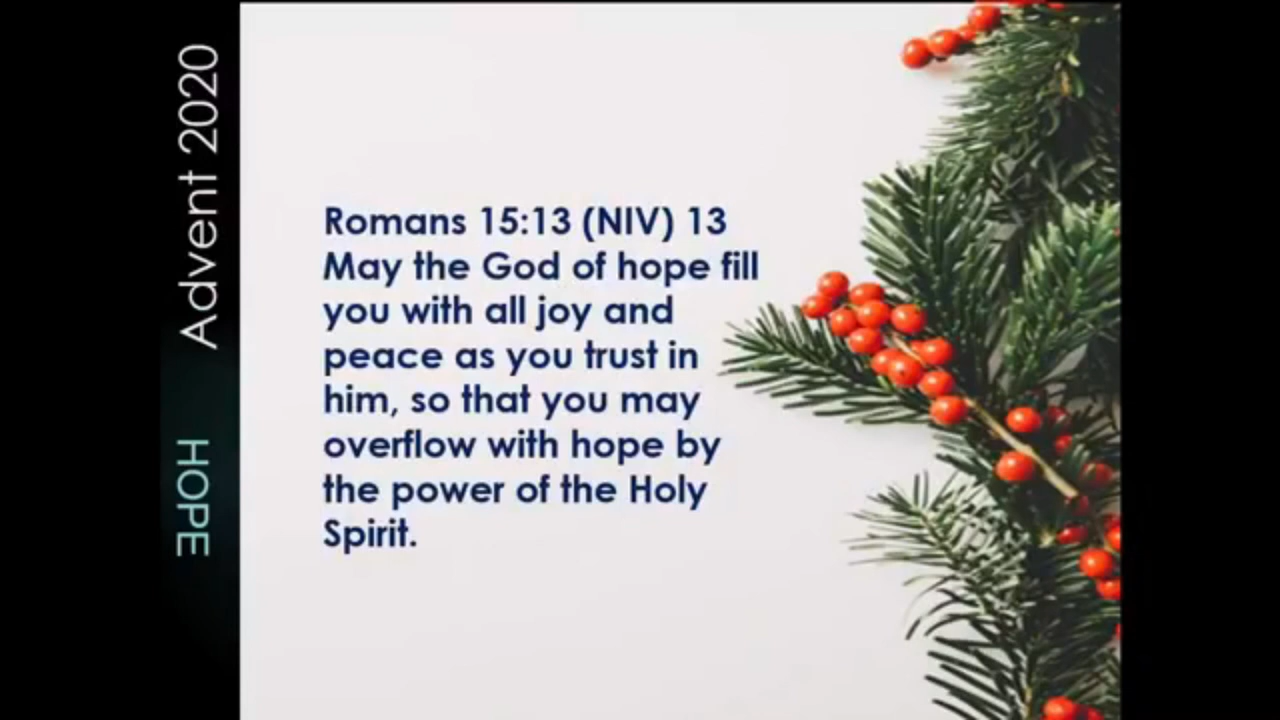 Advent 2020
HOPE
Romans 15:13 (NIV) 13
May the God of hope fill
you with all joy and
peace as you trust in
him, so that you may
overflow with hope by
the power of the Holy
Spirit.